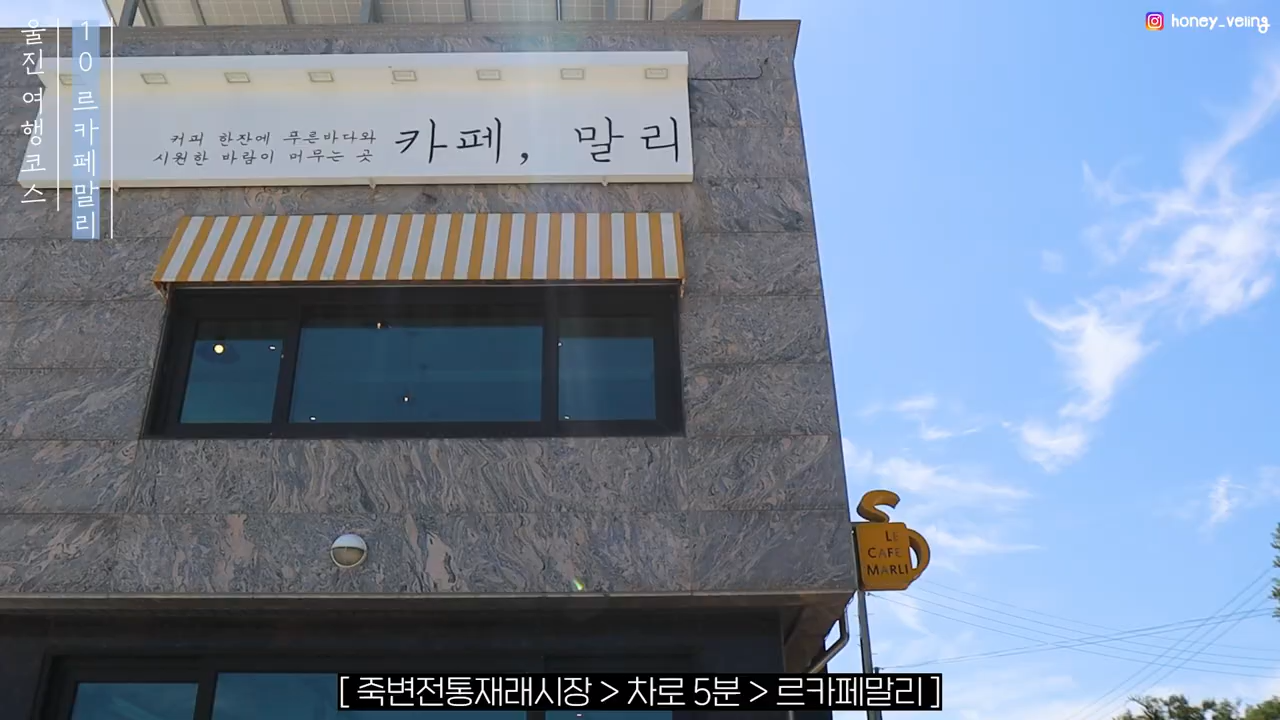 울진여행코스
10 르카페말리
honey_veling
커피 한잔에 푸른바다와
시원한 바람이 머무는 곳
카페, 말리
LE
CAFE
MARLI
[ 죽변전통재래시장 > 차로 5분 > 르카페말리 ]